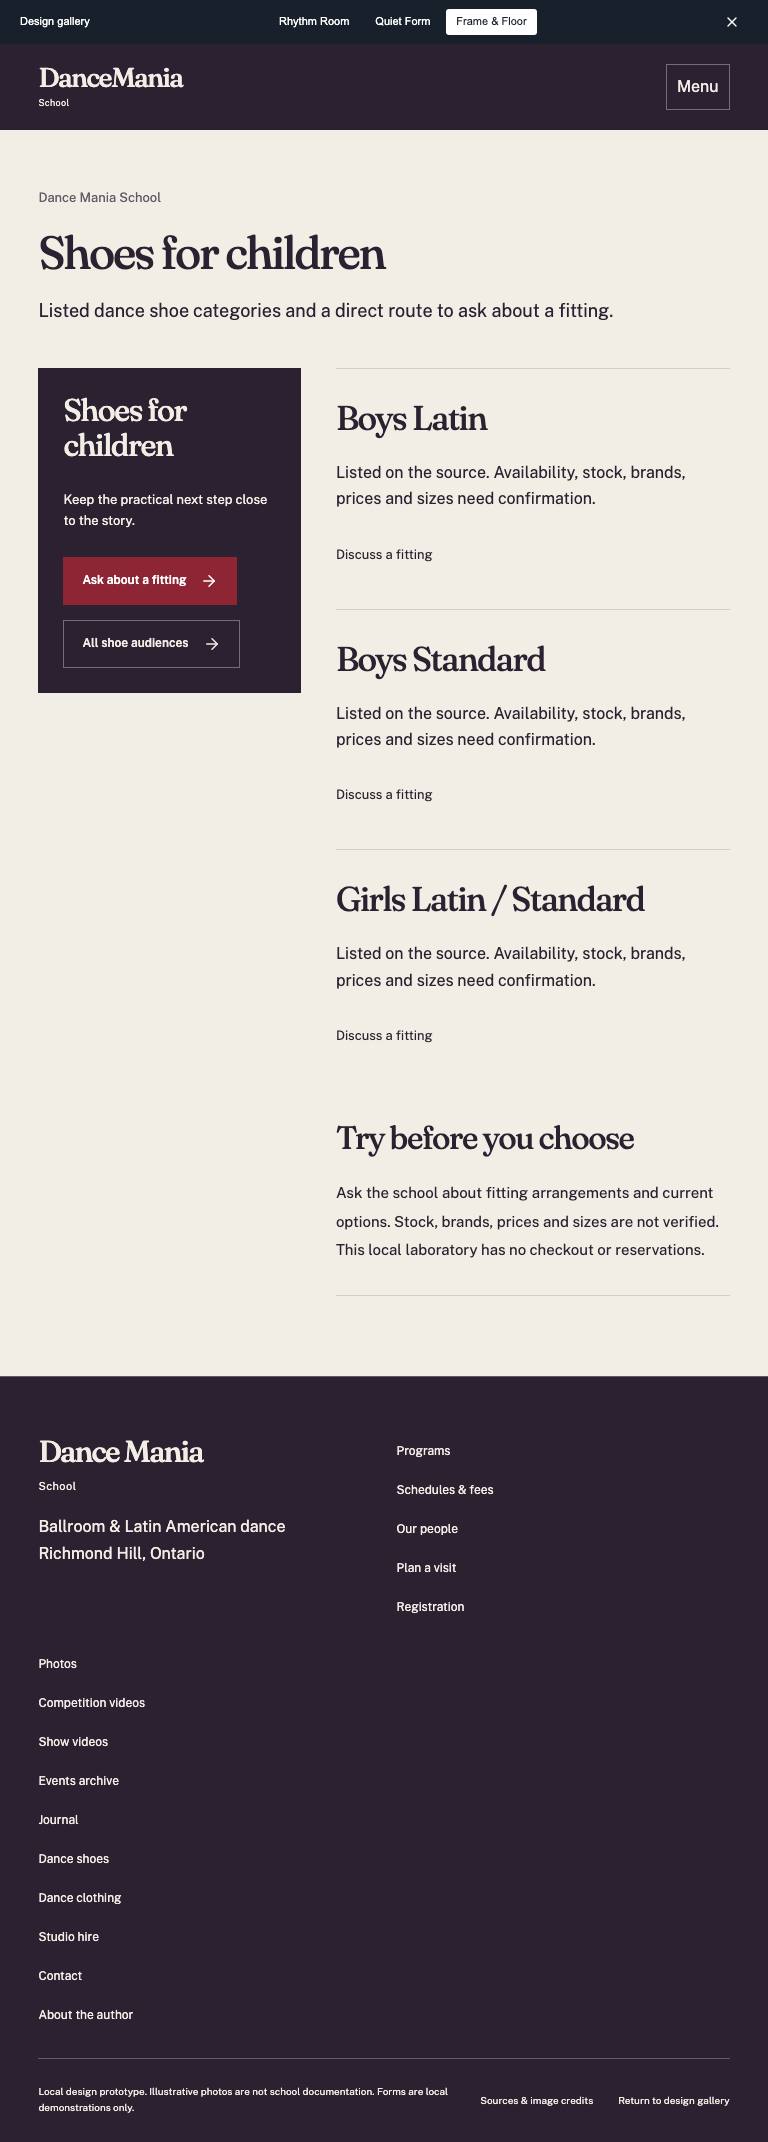 Design gallery
Rhythm Room
Quiet Form
Frame & Floor
DanceMania
School
Menu
Dance Mania School
Shoes for children
Listed dance shoe categories and a direct route to ask about a fitting.
Shoes for
children
Keep the practical next step close
to the story.
Ask about a fitting
All shoe audiences
Boys Latin
Listed on the source. Availability, stock, brands,
prices and sizes need confirmation.
Discuss a fitting
Boys Standard
Listed on the source. Availability, stock, brands,
prices and sizes need confirmation.
Discuss a fitting
Girls Latin / Standard
Listed on the source. Availability, stock, brands,
prices and sizes need confirmation.
Discuss a fitting
Try before you choose
Ask the school about fitting arrangements and current
options. Stock, brands, prices and sizes are not verified.
This local laboratory has no checkout or reservations.
Dance Mania
School
Ballroom & Latin American dance
Richmond Hill, Ontario
Programs
Schedules & fees
Our people
Plan a visit
Registration
Photos
Competition videos
Show videos
Events archive
Journal
Dance shoes
Dance clothing
Studio hire
Contact
About the author
Local design prototype. Illustrative photos are not school documentation. Forms are local
demonstrations only.
Sources & image credits
Return to design gallery